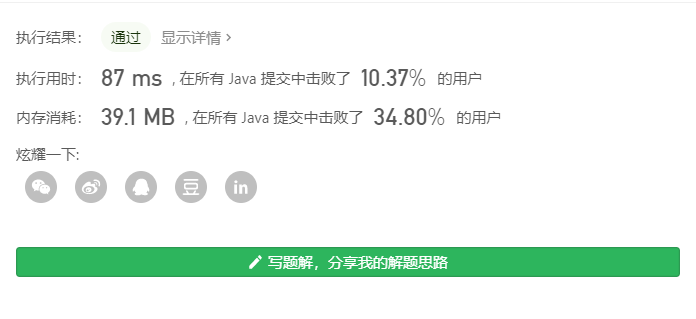 执行结果： 通过 显示详情 >
执行用时： 87 ms , 在所有 Java 提交中击败了 10.37% 的用户
内存消耗： 39.1 MB , 在所有 Java 提交中击败了 34.80% 的用户
炫耀一下:
豆 in
写题解，分享我的解题思路